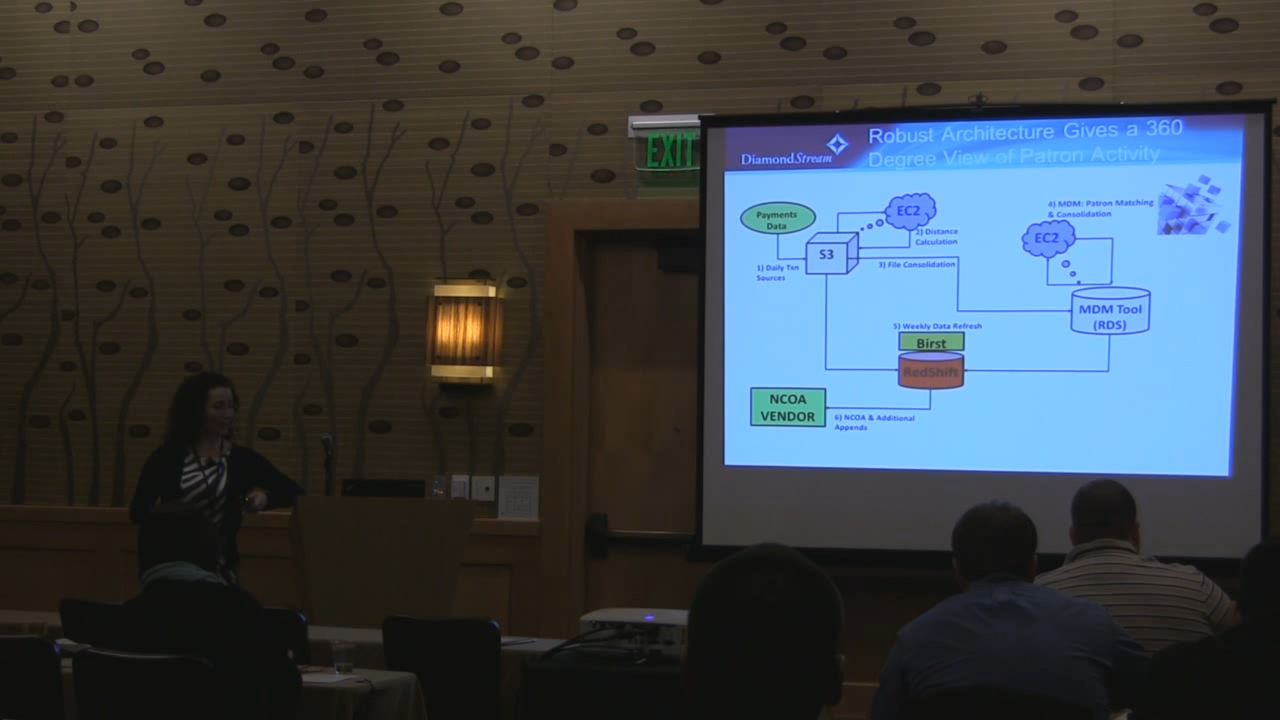 EXIT
DiamondStream
Robust Architecture Gives a 360
Degree View of Patron Activity
Payments
Data
EC2
4) MDM: Patron Matching
& Consolidation
2) Distance
Calculation
EC2
S3
1) Daily Txn
Sources
3) File Consolidation
MDM Tool
(RDS)
5) Weekly Data Refresh
Birst
RedShift
NCOA
VENDOR
6) NCOA & Additional
Appends